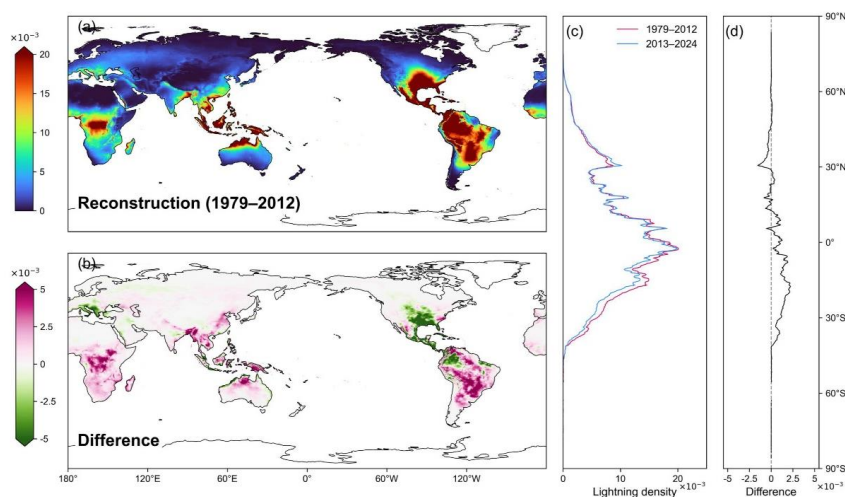 ×10⁻³
20
15
10
5
0
(a)
Reconstruction (1979–2012)
×10⁻³
5
2.5
0
-2.5
-5
(b)
Difference
180°
120°W
60°E
0°
60°W
120°W
180°
(c)
1979–2012
2013–2024
0
10
20
×10⁻³
Lightning density
(d)
90°N
60°N
30°N
0°
30°S
60°S
90°S
-5
-2.5
0
2.5
5
×10⁻³
Difference